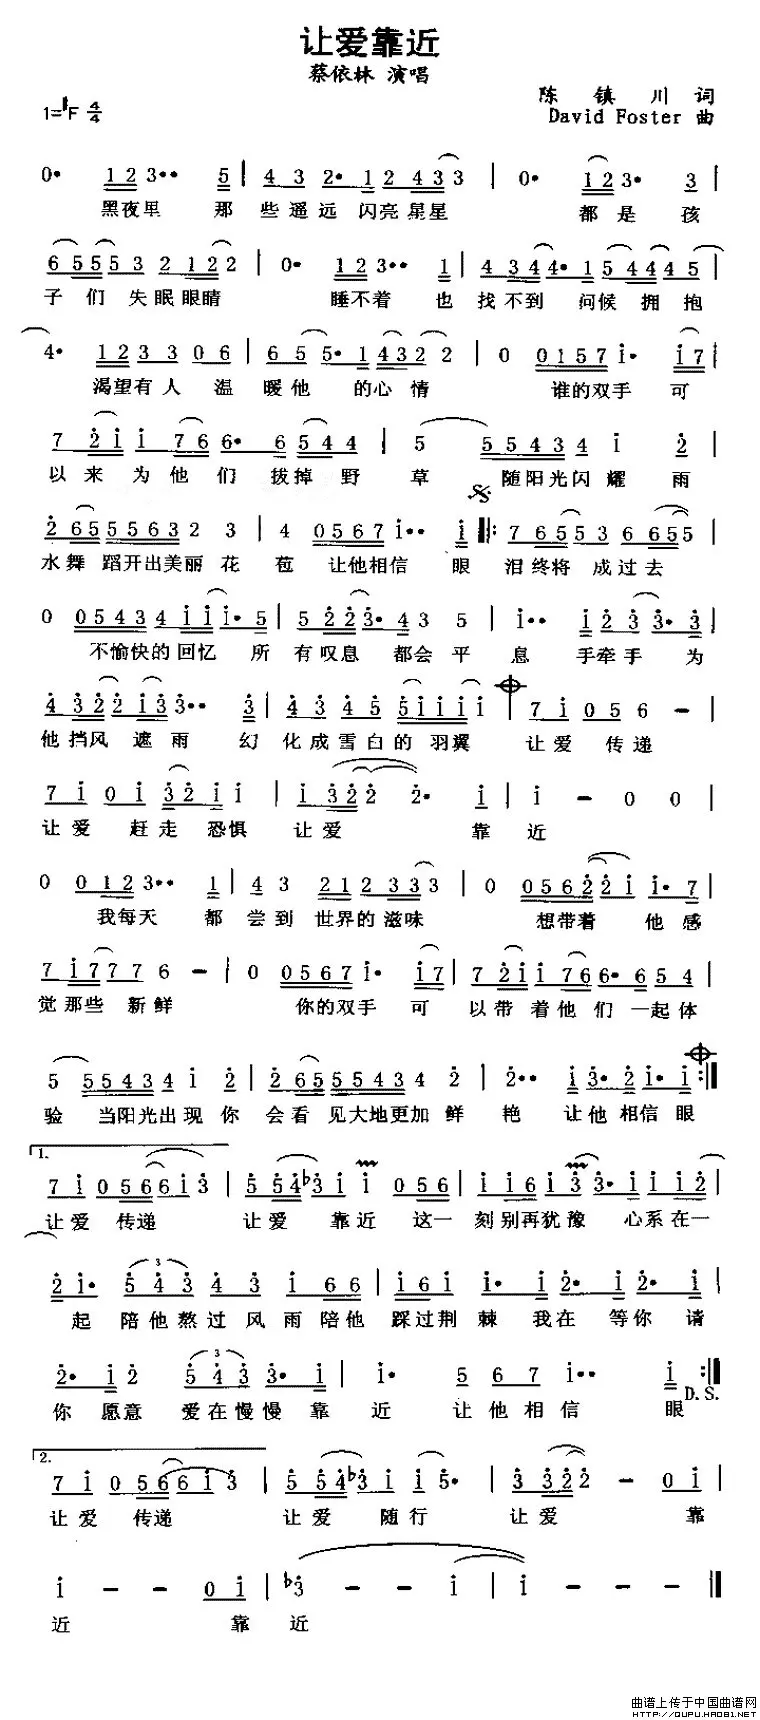 让爱靠近
蔡依林 演唱
陈镇川 词
1=F 4/4
David Foster 曲
黑夜里 那些遥远闪亮星星 都是孩
子们失眠眼睛 睡不着 也找不到 问候拥抱
渴望有人温暖他的心情 谁的双手可
以来为他们拔掉野草 随阳光闪耀雨
水舞蹈开出美丽花苞 让他相信眼泪终将成过去
不愉快的回忆所有叹息都会平息 手牵手为
他挡风遮雨 幻化成雪白的羽翼 让爱传递
让爱赶走恐惧让爱 靠近
我每天都尝到世界的滋味 想带着他感
觉那些新鲜 你的双手可以带着他们一起体
验 当阳光出现你会看见大地更加鲜艳 让他相信眼
1.
让爱传递 让爱靠近 这一刻别再犹豫 心系在一
起陪他熬过风雨陪他踩过荆棘 我在等你请
你愿意爱在慢慢靠近 让他相信眼
D.S.
2.
让爱传递 让爱随行 让爱 靠
近 靠近
曲谱上传于中国曲谱网
HTTP://QUPU.HAO81.NET